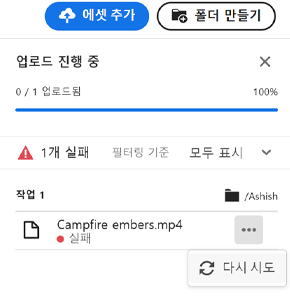 에셋 추가
폴더 만들기
업로드 진행 중
0 / 1 업로드됨
100%
1개 실패
필터링 기준
모두 표시
작업 1
/Ashish
Campfire embers.mp4
실패
다시 시도